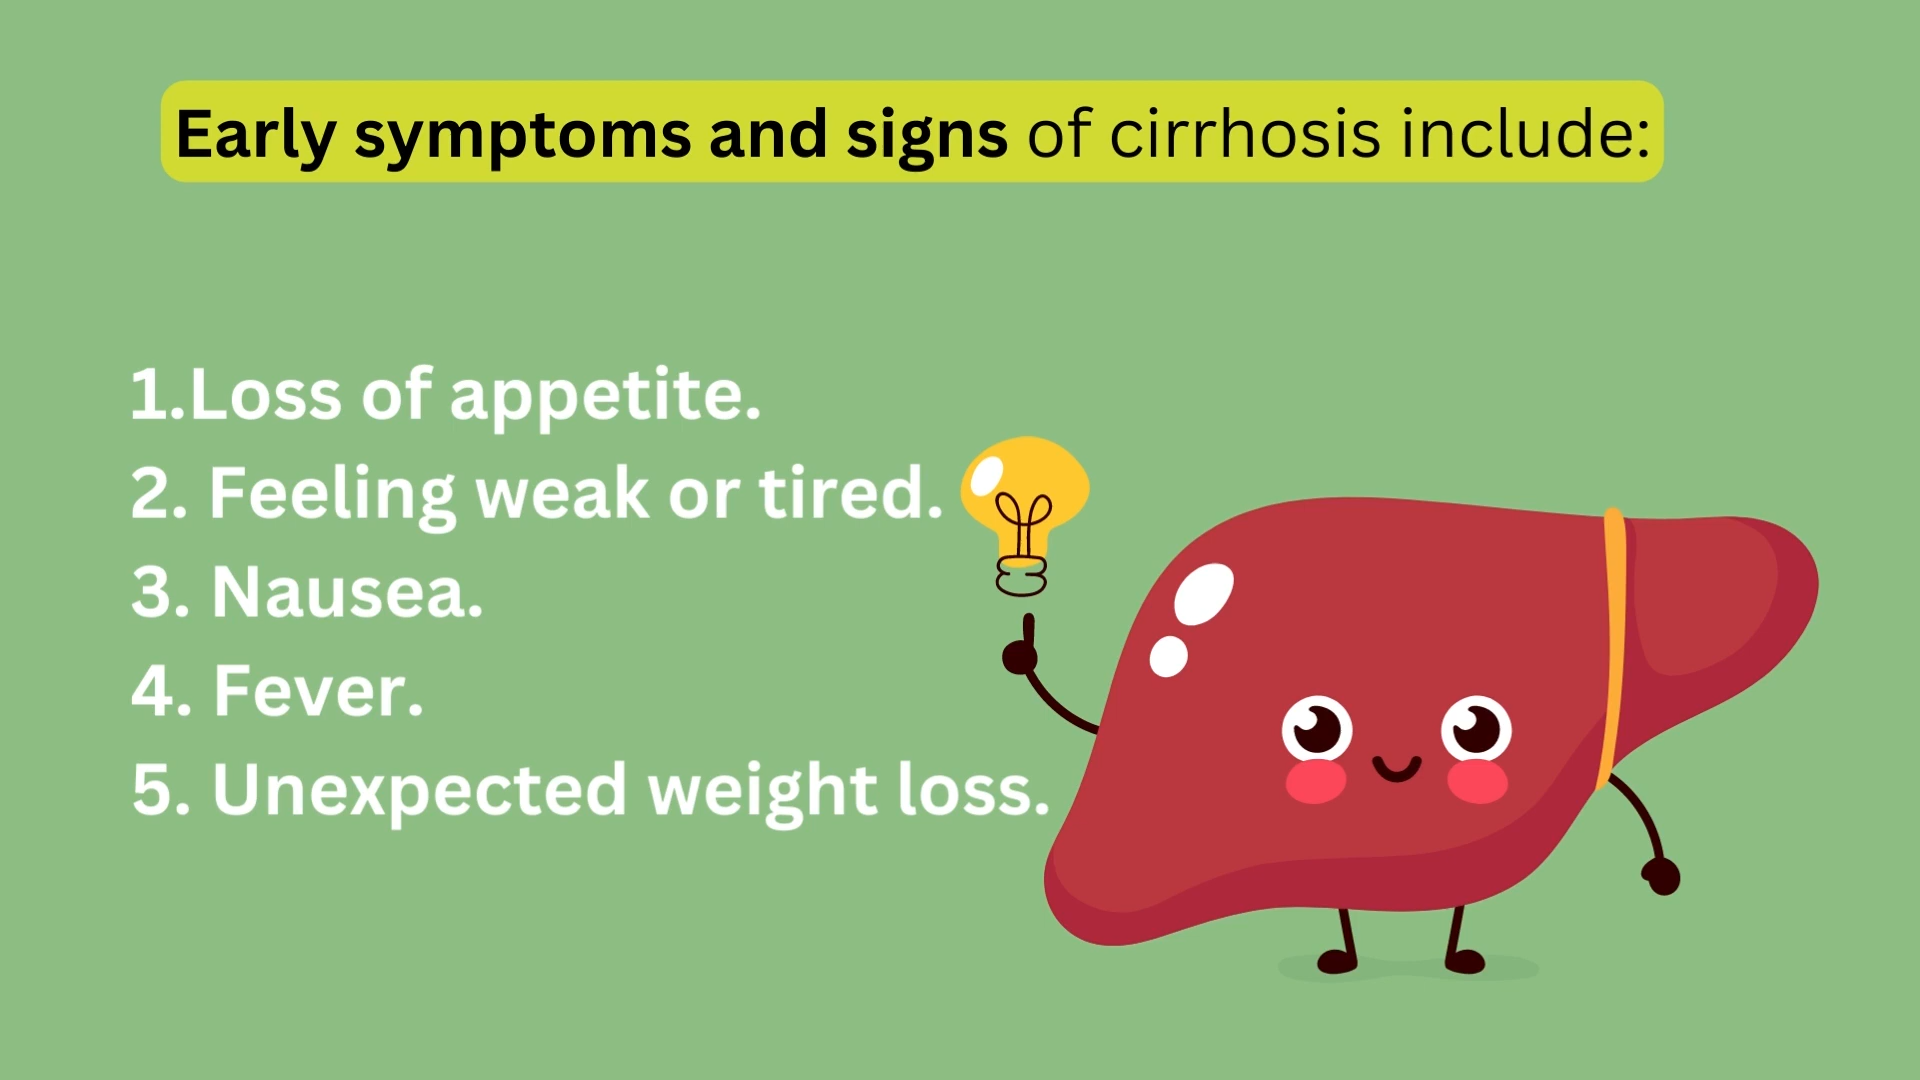 Early symptoms and signs of cirrhosis include:
1.Loss of appetite.
2. Feeling weak or tired.
3. Nausea.
4. Fever.
5. Unexpected weight loss.